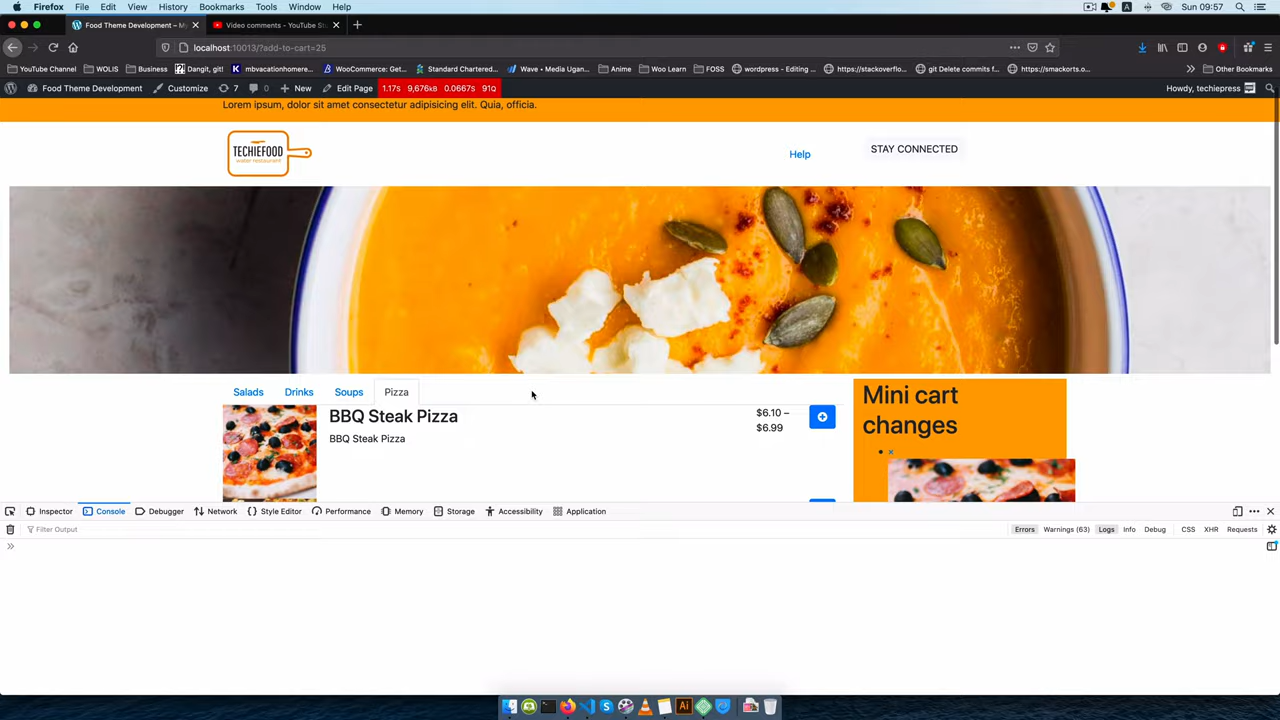 Firefox File Edit View History Bookmarks Tools Window Help Sun 09:57
Food Theme Development – My Video comments - YouTube St
localhost:10013/?add-to-cart=25
YouTube Channel WOLIS Business Dangit, git! mbvacationhomere... WooCommerce: Get... Standard Chartered... Wave • Media Ugan... Anime Woo Learn FOSS wordpress - Editing ... https://stackoverflo... git Delete commits f... https://smackorts.o... Other Bookmarks
Food Theme Development Customize 7 0 New Edit Page 1.17S 9,676KB 0.0667S 91Q Howdy, techiepress
Lorem ipsum, dolor sit amet consectetur adipisicing elit. Quia, officia.
TECHIEFOOD
water restaurant
Help
STAY CONNECTED
Salads Drinks Soups Pizza
BBQ Steak Pizza
BBQ Steak Pizza
$6.10 –
$6.99
Mini cart
changes
×
Inspector Console Debugger Network Style Editor Performance Memory Storage Accessibility Application
Filter Output Errors Warnings (63) Logs Info Debug CSS XHR Requests